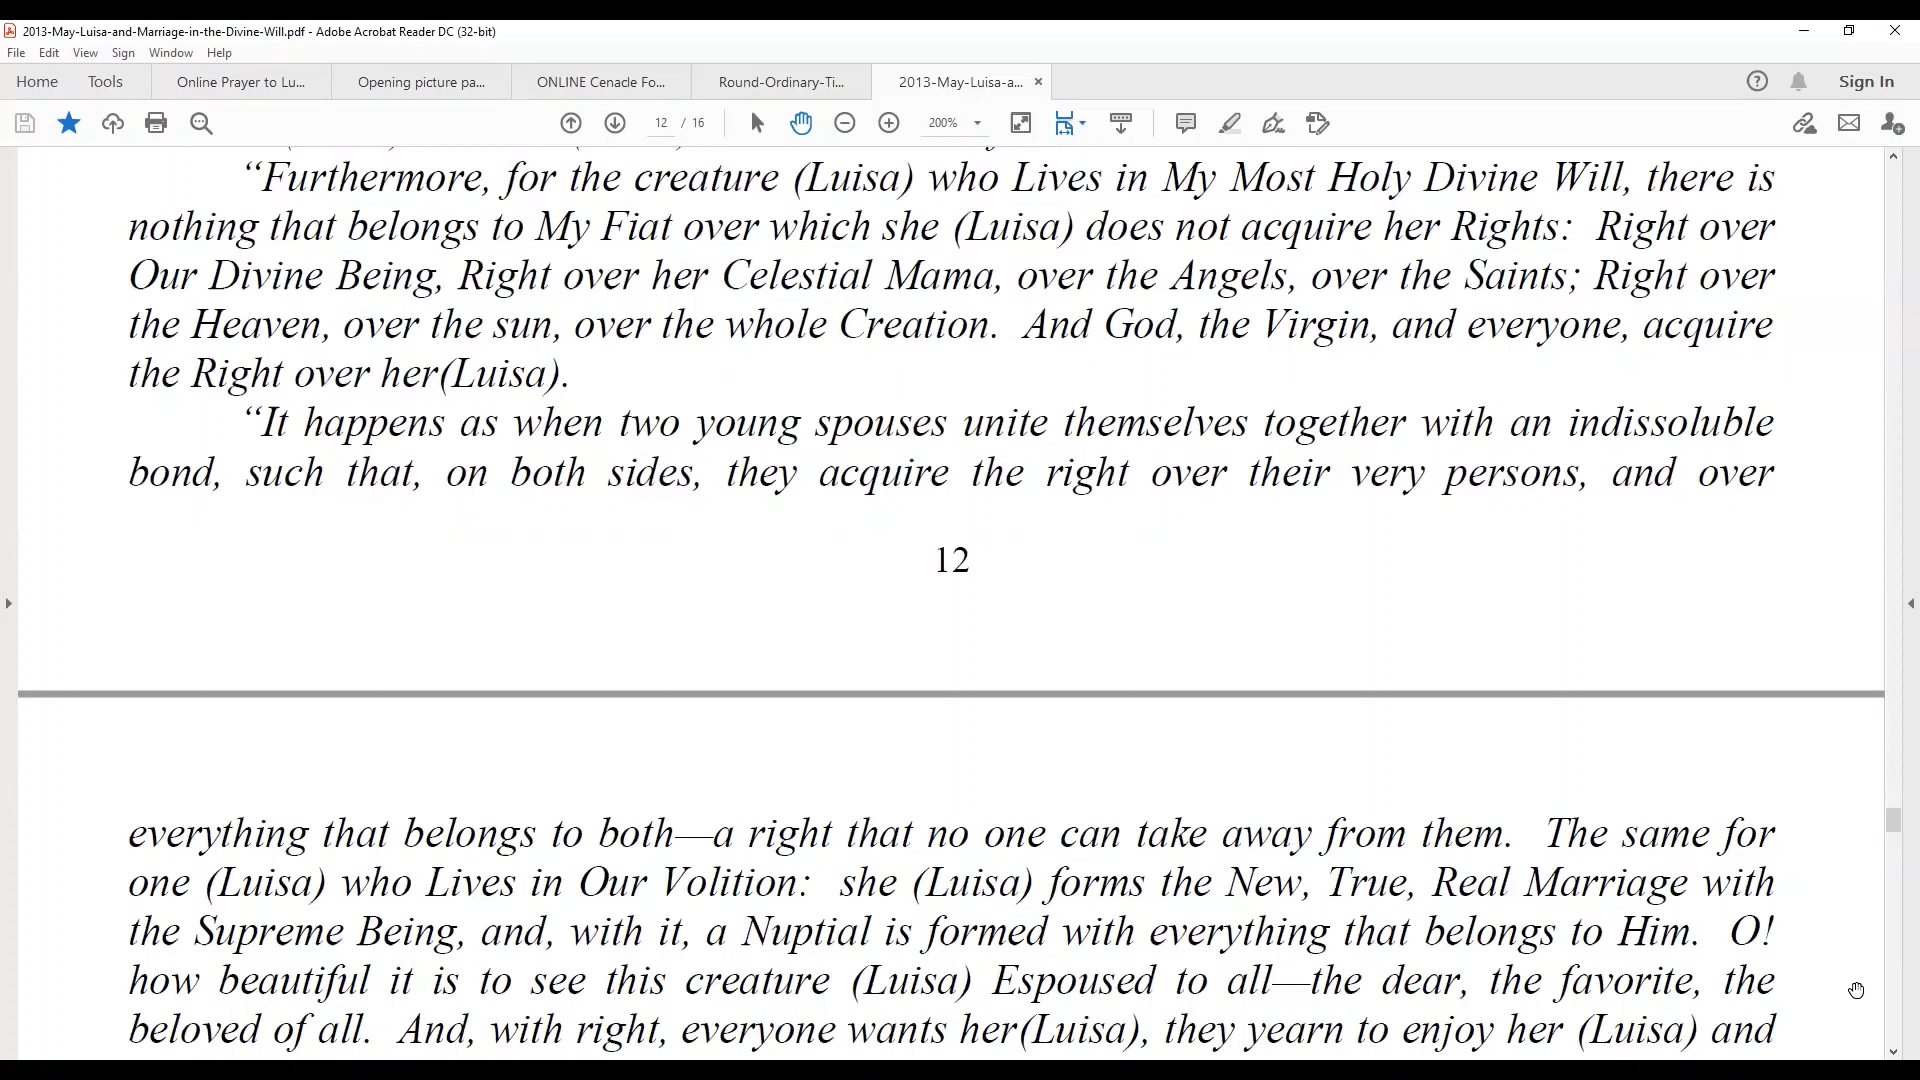 2013-May-Luisa-and-Marriage-in-the-Divine-Will.pdf - Adobe Acrobat Reader DC (32-bit)
File Edit View Sign Window Help
Home Tools Online Prayer to Lu... Opening picture pa... ONLINE Cenacle Fo... Round-Ordinary-Ti... 2013-May-Luisa-a... × Sign In
12 / 16 200%
“Furthermore, for the creature (Luisa) who Lives in My Most Holy Divine Will, there is
nothing that belongs to My Fiat over which she (Luisa) does not acquire her Rights: Right over
Our Divine Being, Right over her Celestial Mama, over the Angels, over the Saints; Right over
the Heaven, over the sun, over the whole Creation. And God, the Virgin, and everyone, acquire
the Right over her(Luisa).
“It happens as when two young spouses unite themselves together with an indissoluble
bond, such that, on both sides, they acquire the right over their very persons, and over
12
everything that belongs to both—a right that no one can take away from them. The same for
one (Luisa) who Lives in Our Volition: she (Luisa) forms the New, True, Real Marriage with
the Supreme Being, and, with it, a Nuptial is formed with everything that belongs to Him. O!
how beautiful it is to see this creature (Luisa) Espoused to all—the dear, the favorite, the
beloved of all. And, with right, everyone wants her(Luisa), they yearn to enjoy her (Luisa) and